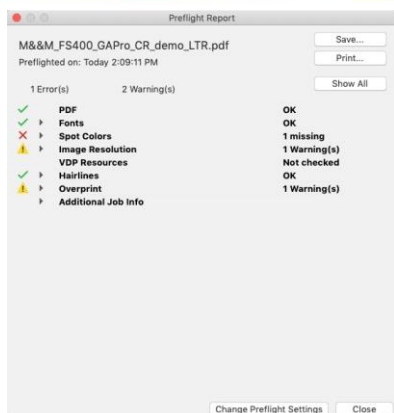 Preflight Report
M&&M_FS400_GAPro_CR_demo_LTR.pdf
Save...
Preflighted on: Today 2:09:11 PM
Print...
1 Error(s) 2 Warning(s)
Show All
PDF OK
Fonts OK
Spot Colors 1 missing
Image Resolution 1 Warning(s)
VDP Resources Not checked
Hairlines OK
Overprint 1 Warning(s)
Additional Job Info
Change Preflight Settings Close